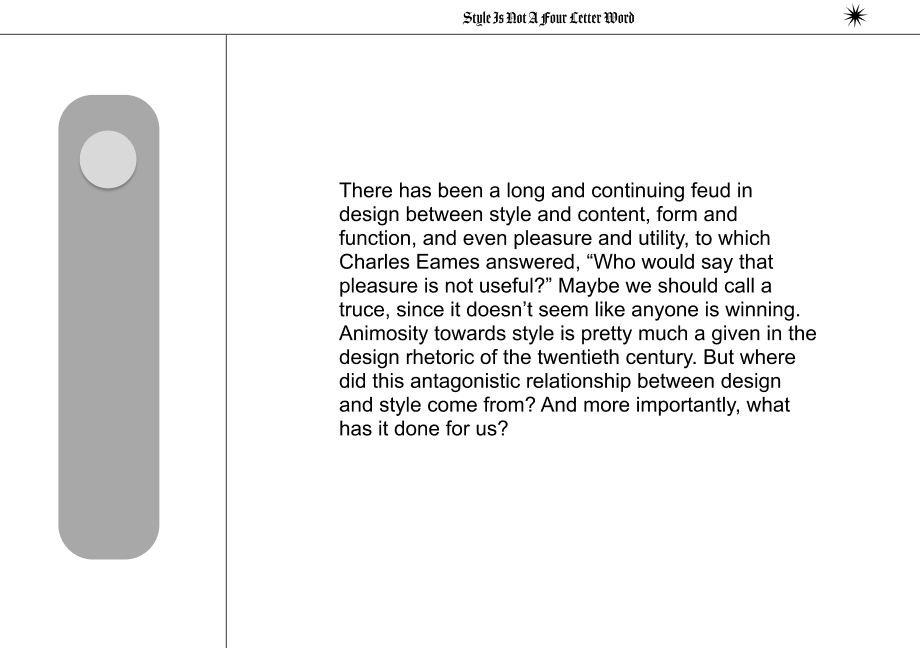 Style Is Not A Four Letter Word
There has been a long and continuing feud in
design between style and content, form and
function, and even pleasure and utility, to which
Charles Eames answered, “Who would say that
pleasure is not useful?” Maybe we should call a
truce, since it doesn’t seem like anyone is winning.
Animosity towards style is pretty much a given in the
design rhetoric of the twentieth century. But where
did this antagonistic relationship between design
and style come from? And more importantly, what
has it done for us?